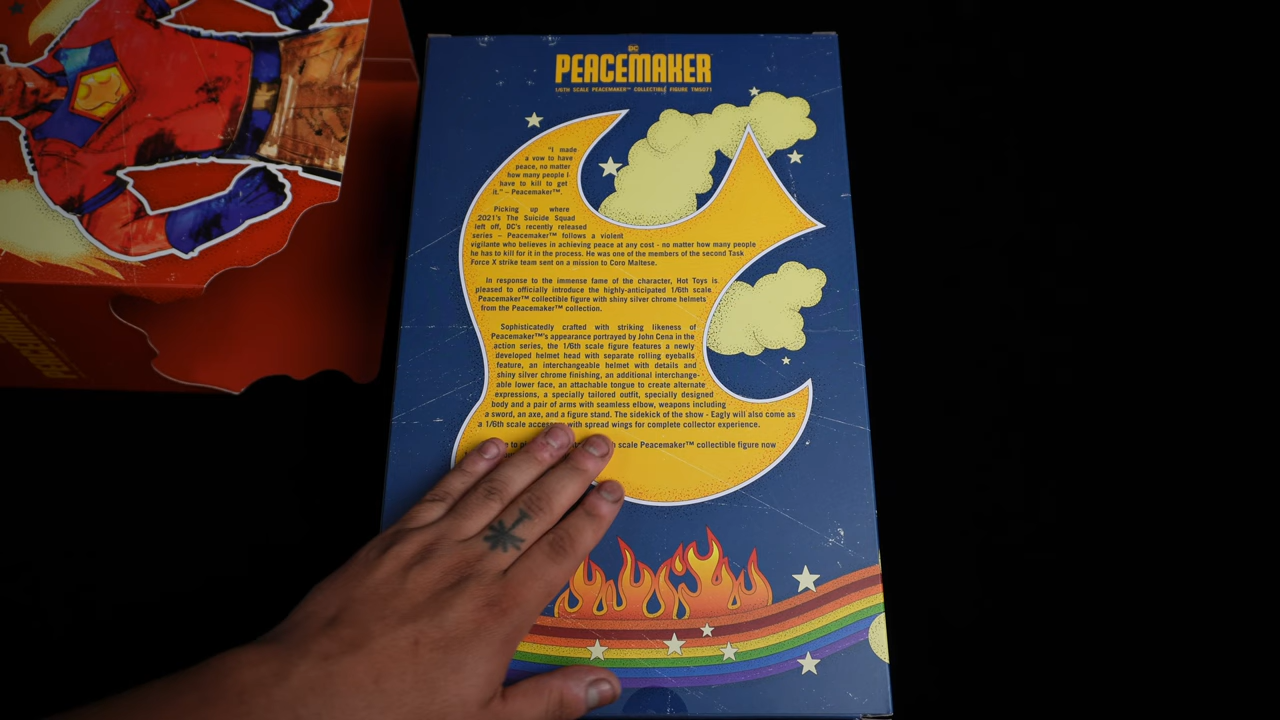 DC
PEACEMAKER
1/6TH SCALE PEACEMAKER™ COLLECTIBLE FIGURE TMS071
"I made
a vow to have
peace, no matter
how many people I
have to kill to get
it." – Peacemaker™.
Picking up where
2021's The Suicide Squad
left off, DC's recently released
series – Peacemaker™ follows a violent
vigilante who believes in achieving peace at any cost - no matter how many people
he has to kill for it in the process. He was one of the members of the second Task
Force X strike team sent on a mission to Coro Maltese.
In response to the immense fame of the character, Hot Toys is
pleased to officially introduce the highly-anticipated 1/6th scale
Peacemaker™ collectible figure with shiny silver chrome helmets
from the Peacemaker™ collection.
Sophisticatedly crafted with striking likeness of
Peacemaker™'s appearance portrayed by John Cena in the
action series, the 1/6th scale figure features a newly
developed helmet head with separate rolling eyeballs
feature, an interchangeable helmet with details and
shiny silver chrome finishing, an additional interchange-
able lower face, an attachable tongue to create alternate
expressions, a specially tailored outfit, specially designed
body and a pair of arms with seamless elbow, weapons including
a sword, an axe, and a figure stand. The sidekick of the show - Eagly will also come as
a 1/6th scale accessory with spread wings for complete collector experience.
scale Peacemaker™ collectible figure now